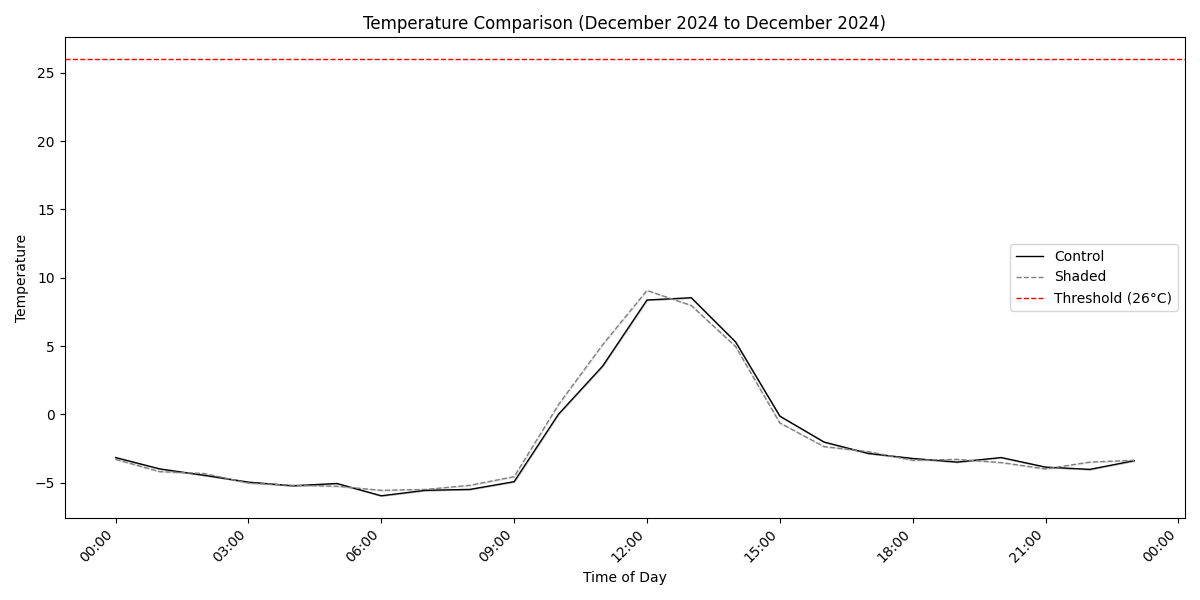 Temperature Comparison (December 2024 to December 2024)
Temperature
25
20
15
10
5
0
−5
Control
Shaded
Threshold (26°C)
00:00
03:00
06:00
09:00
12:00
15:00
18:00
21:00
00:00
Time of Day